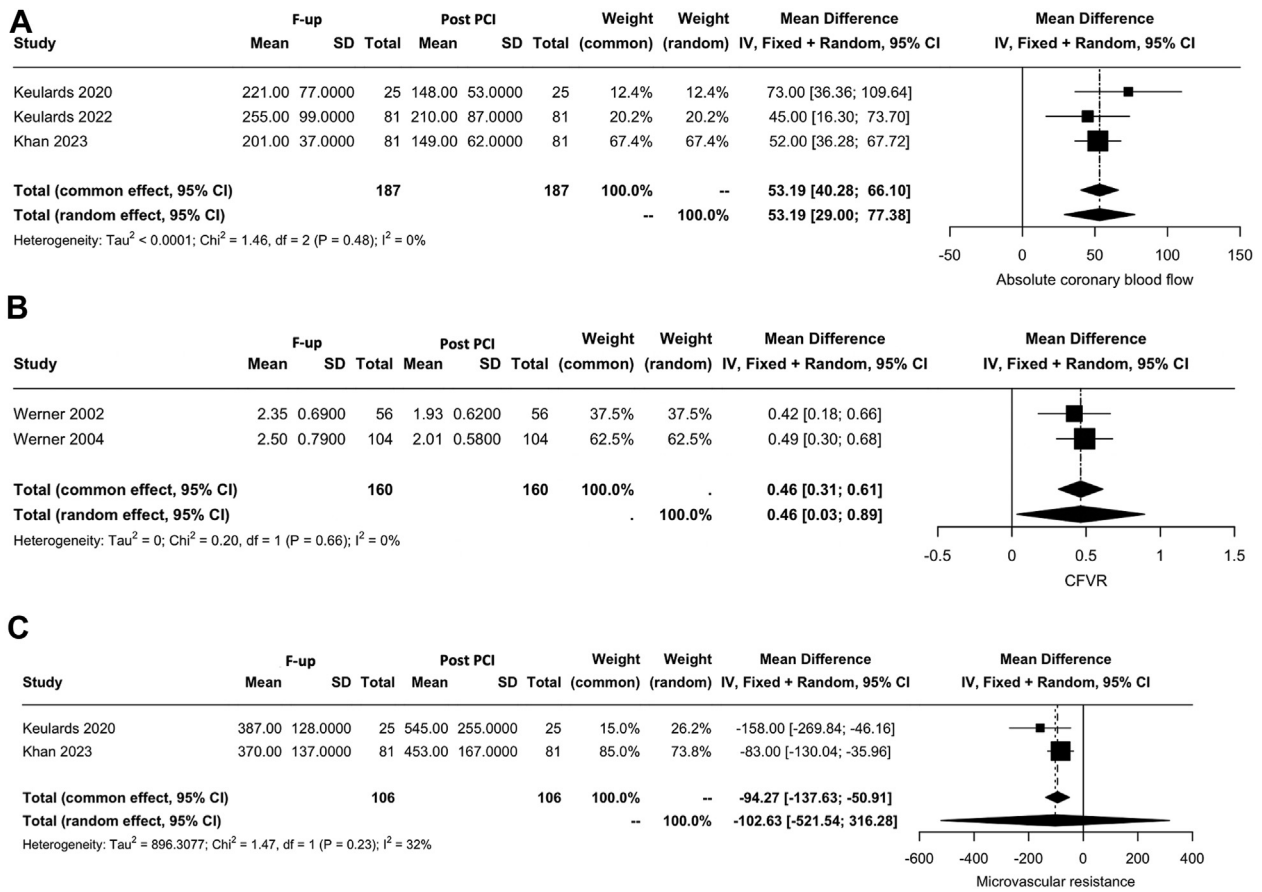 A
F-up Post PCI Weight Weight Mean Difference Mean Difference
Study Mean SD Total Mean SD Total (common) (random) IV, Fixed + Random, 95% CI IV, Fixed + Random, 95% CI
Keulards 2020 221.00 77.0000 25 148.00 53.0000 25 12.4% 12.4% 73.00 [36.36; 109.64]
Keulards 2022 255.00 99.0000 81 210.00 87.0000 81 20.2% 20.2% 45.00 [16.30; 73.70]
Khan 2023 201.00 37.0000 81 149.00 62.0000 81 67.4% 67.4% 52.00 [36.28; 67.72]
Total (common effect, 95% CI) 187 187 100.0% -- 53.19 [40.28; 66.10]
Total (random effect, 95% CI) -- 100.0% 53.19 [29.00; 77.38]
Heterogeneity: Tau² < 0.0001; Chi² = 1.46, df = 2 (P = 0.48); I² = 0%
-50 0 50 100 150
Absolute coronary blood flow
B
F-up Post PCI Weight Weight Mean Difference Mean Difference
Study Mean SD Total Mean SD Total (common) (random) IV, Fixed + Random, 95% CI IV, Fixed + Random, 95% CI
Werner 2002 2.35 0.6900 56 1.93 0.6200 56 37.5% 37.5% 0.42 [0.18; 0.66]
Werner 2004 2.50 0.7900 104 2.01 0.5800 104 62.5% 62.5% 0.49 [0.30; 0.68]
Total (common effect, 95% CI) 160 160 100.0% . 0.46 [0.31; 0.61]
Total (random effect, 95% CI) . 100.0% 0.46 [0.03; 0.89]
Heterogeneity: Tau² = 0; Chi² = 0.20, df = 1 (P = 0.66); I² = 0%
-0.5 0 0.5 1 1.5
CFVR
C
F-up Post PCI Weight Weight Mean Difference Mean Difference
Study Mean SD Total Mean SD Total (common) (random) IV, Fixed + Random, 95% CI IV, Fixed + Random, 95% CI
Keulards 2020 387.00 128.0000 25 545.00 255.0000 25 15.0% 26.2% -158.00 [-269.84; -46.16]
Khan 2023 370.00 137.0000 81 453.00 167.0000 81 85.0% 73.8% -83.00 [-130.04; -35.96]
Total (common effect, 95% CI) 106 106 100.0% -- -94.27 [-137.63; -50.91]
Total (random effect, 95% CI) -- 100.0% -102.63 [-521.54; 316.28]
Heterogeneity: Tau² = 896.3077; Chi² = 1.47, df = 1 (P = 0.23); I² = 32%
-600 -400 -200 0 200 400
Microvascular resistance